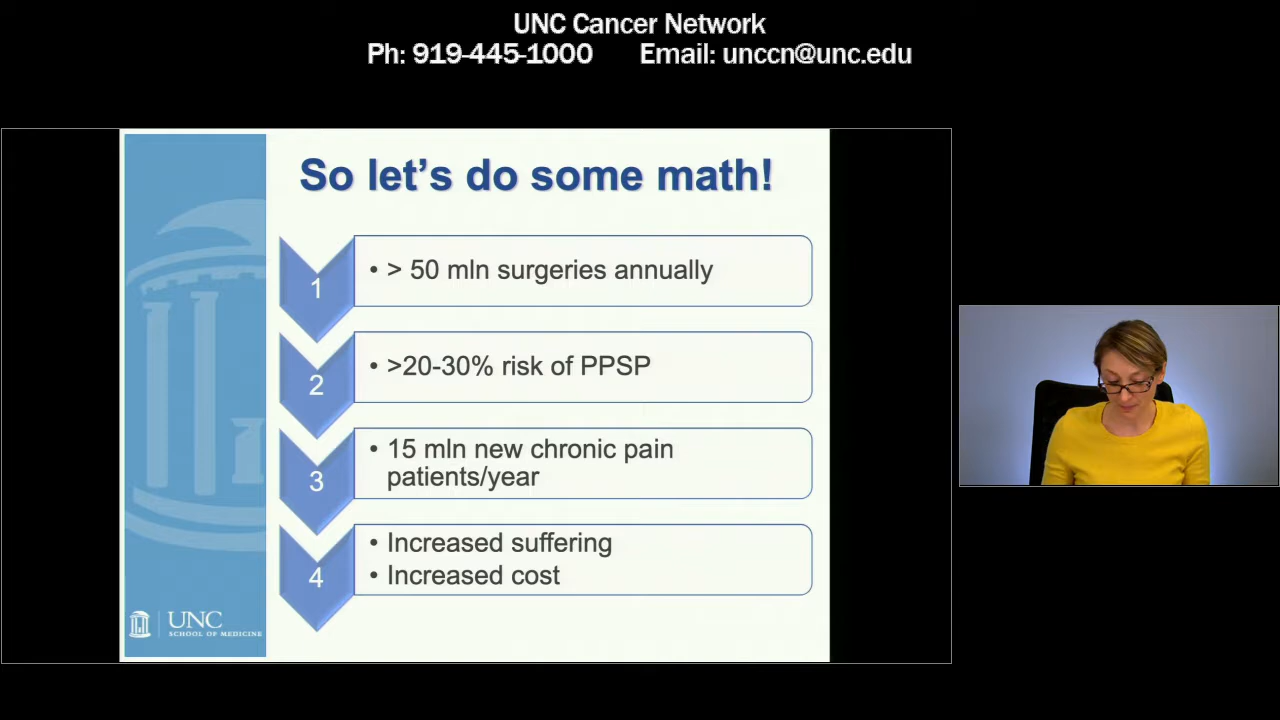 UNC Cancer Network
Ph: 919-445-1000 Email: unccn@unc.edu
So let's do some math!
1
• > 50 mln surgeries annually
2
• >20-30% risk of PPSP
3
• 15 mln new chronic pain
patients/year
4
• Increased suffering
• Increased cost
UNC
SCHOOL OF MEDICINE